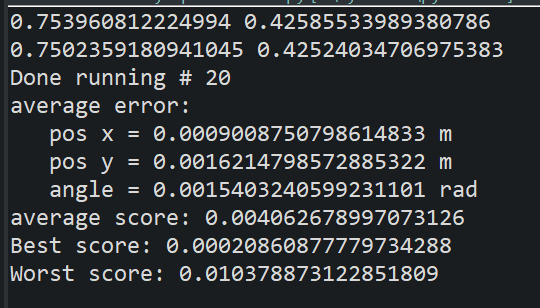 0.753960812224994 0.42585533989380786
0.7502359180941045 0.42524034706975383
Done running # 20
average error:
   pos x = 0.0009008750798614833 m
   pos y = 0.0016214798572885322 m
   angle = 0.0015403240599231101 rad
average score: 0.004062678997073126
Best score: 0.00020860877779734288
Worst score: 0.010378873122851809